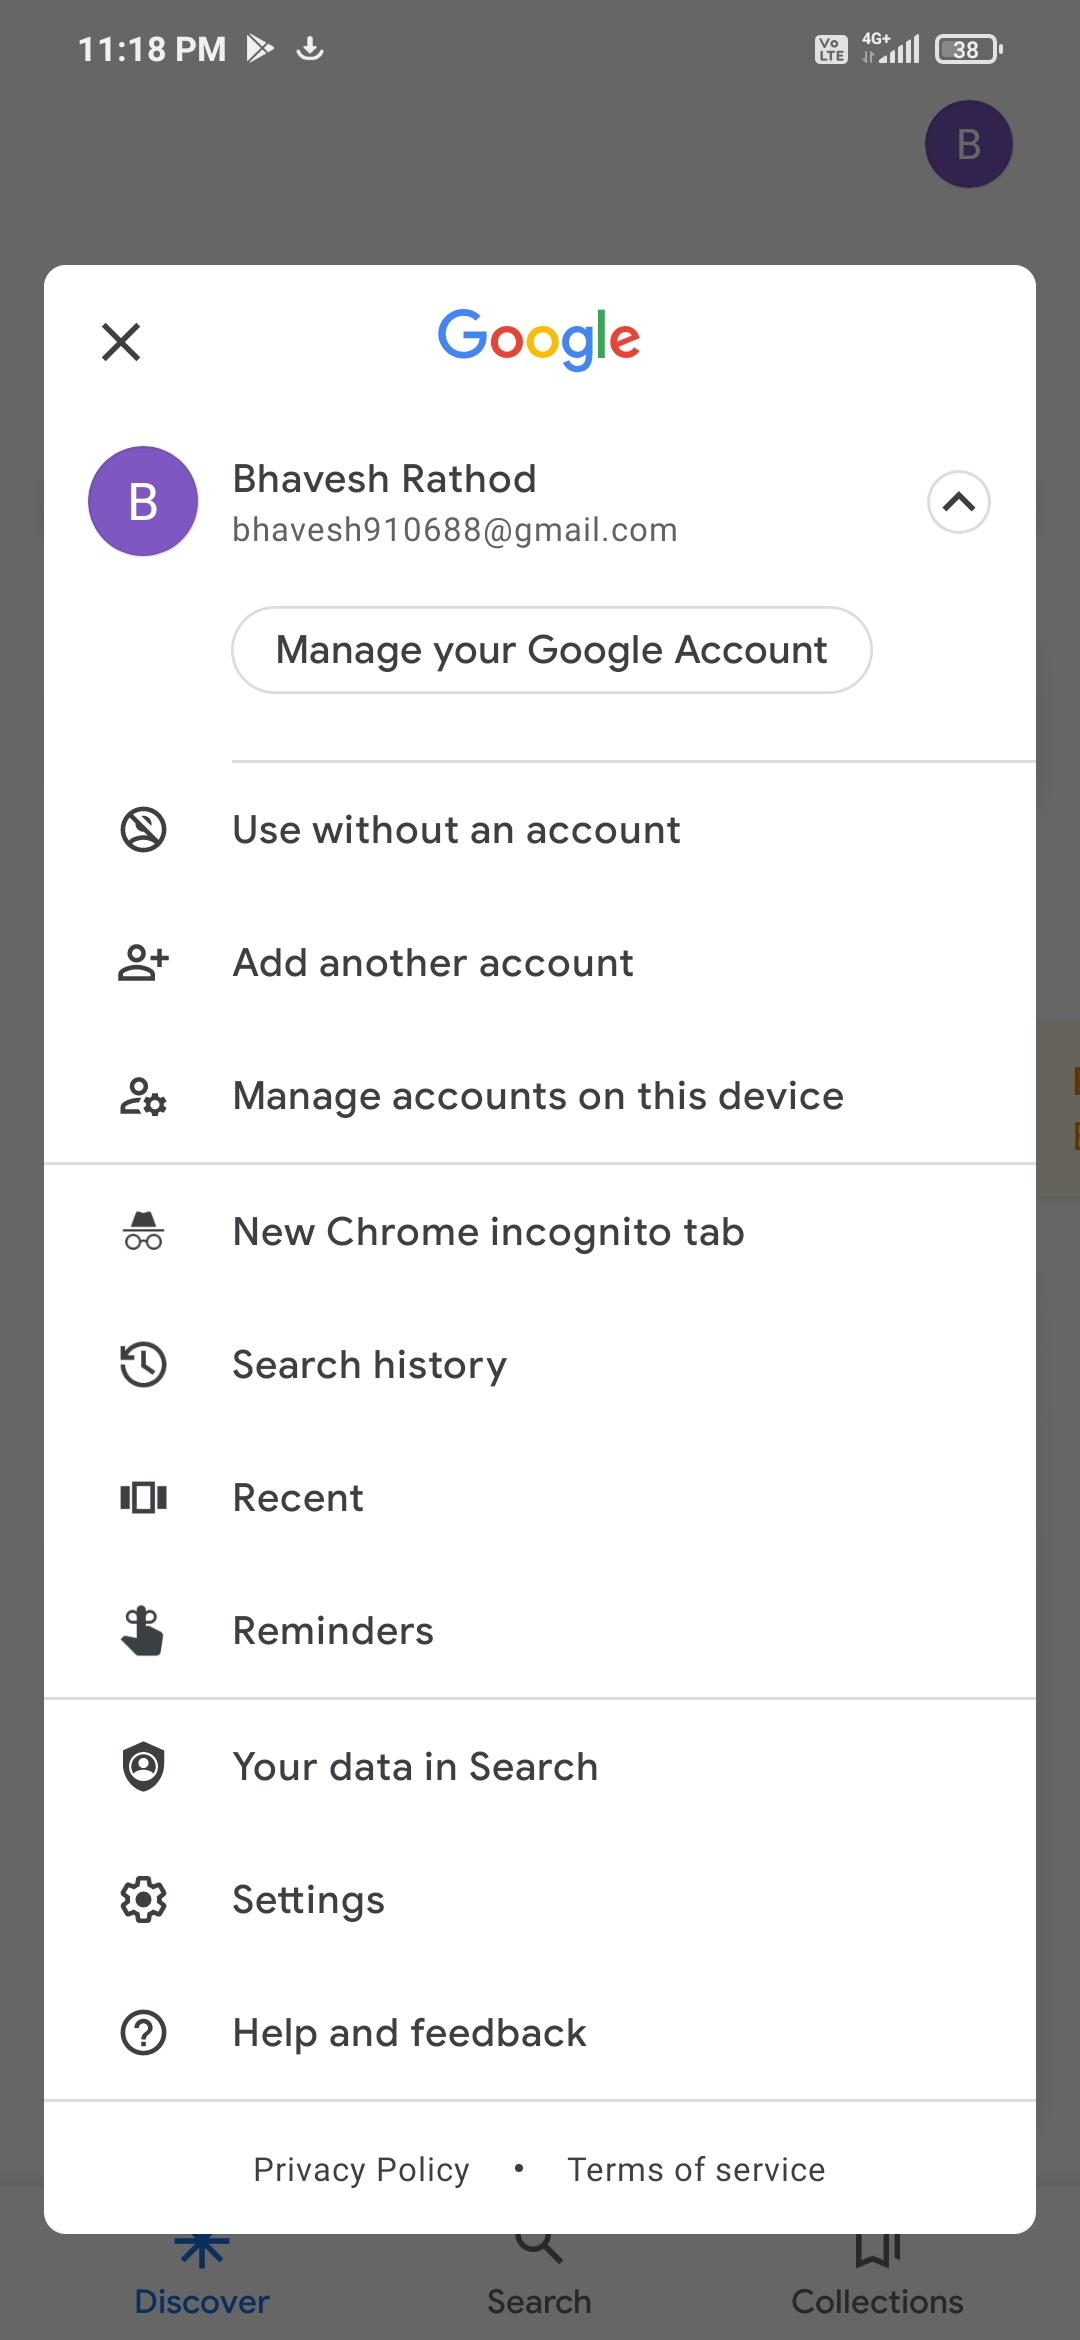 11:18 PM
Vo LTE 4G+ 38
B
Google
B
Bhavesh Rathod
bhavesh910688@gmail.com
Manage your Google Account
Use without an account
Add another account
Manage accounts on this device
New Chrome incognito tab
Search history
Recent
Reminders
Your data in Search
Settings
Help and feedback
Privacy Policy • Terms of service
Discover Search Collections